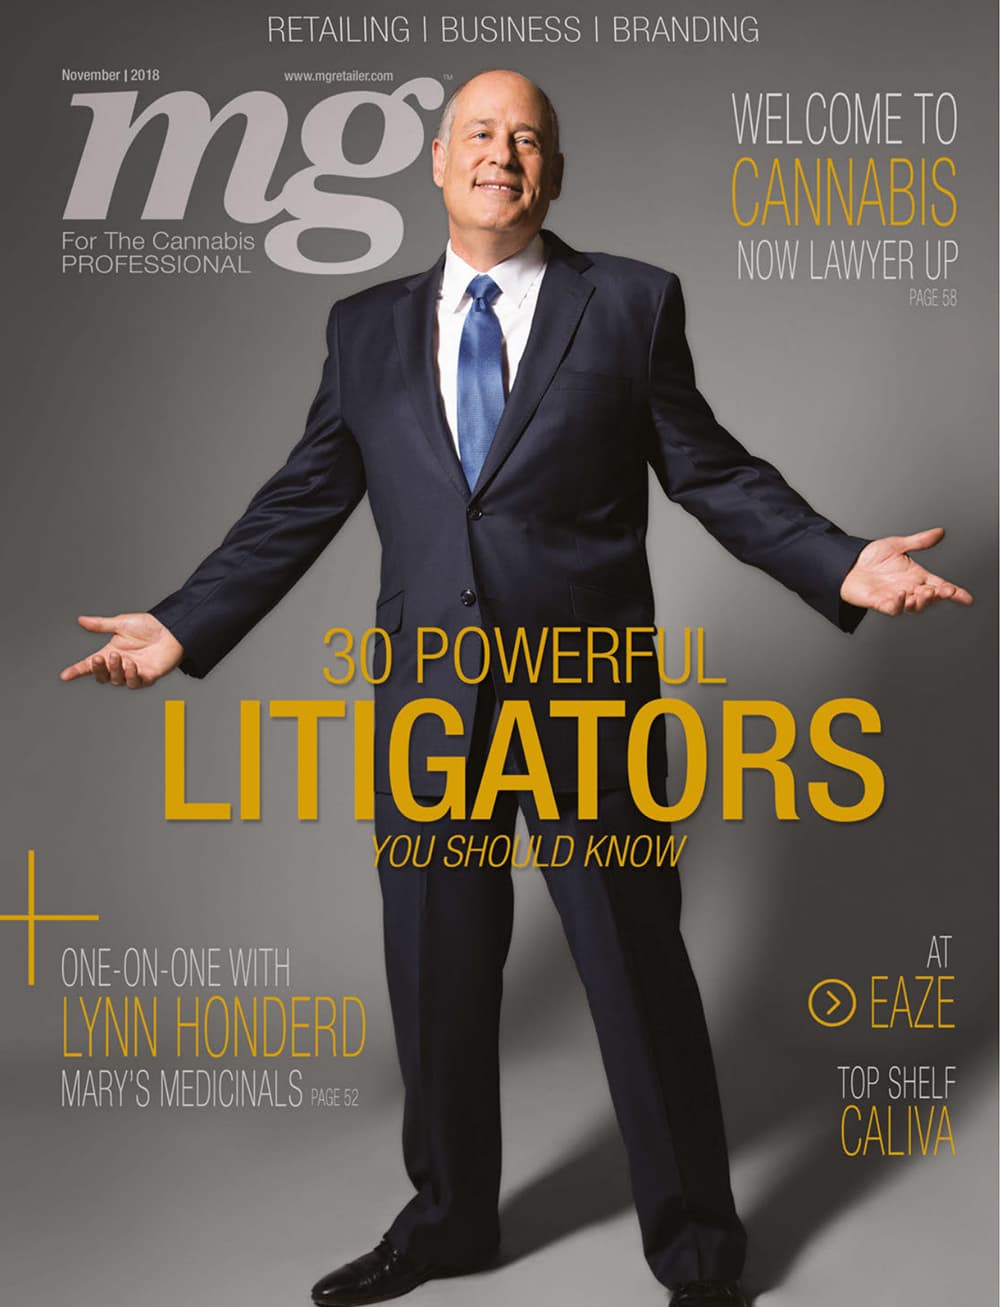 RETAILING | BUSINESS | BRANDING
November | 2018
www.mgretailer.com
mg™
For The Cannabis
PROFESSIONAL
WELCOME TO
CANNABIS
NOW LAWYER UP
PAGE 58
30 POWERFUL
LITIGATORS
YOU SHOULD KNOW
ONE-ON-ONE WITH
LYNN HONDERD
MARY'S MEDICINALS PAGE 52
AT
EAZE
TOP SHELF
CALIVA